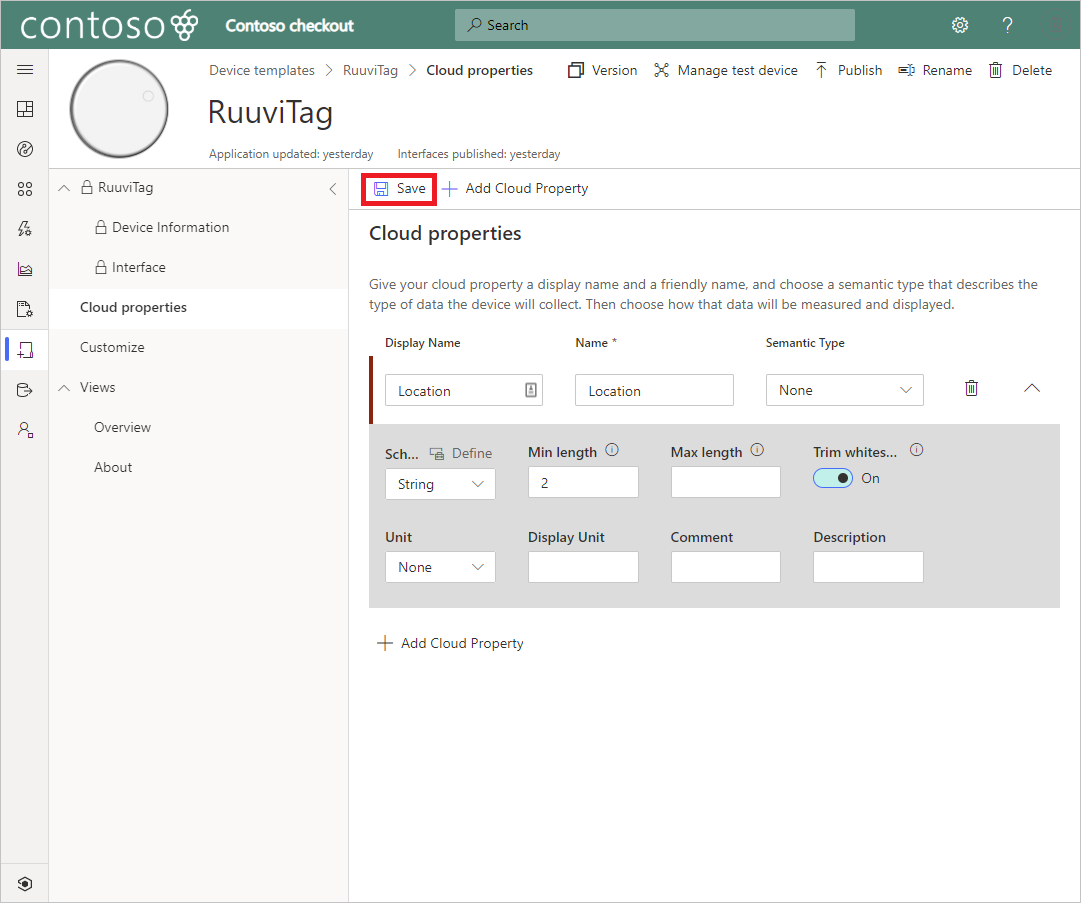 contoso Contoso checkout Search ?
Device templates > RuuviTag > Cloud properties Version Manage test device Publish Rename Delete
RuuviTag
Application updated: yesterday Interfaces published: yesterday
RuuviTag
Device Information
Interface
Cloud properties
Customize
Views
Overview
About
Save Add Cloud Property
Cloud properties
Give your cloud property a display name and a friendly name, and choose a semantic type that describes the
type of data the device will collect. Then choose how that data will be measured and displayed.
Display Name Name * Semantic Type
Location Location None
Sch... Define Min length Max length Trim whites...
String 2 On
Unit Display Unit Comment Description
None
Add Cloud Property